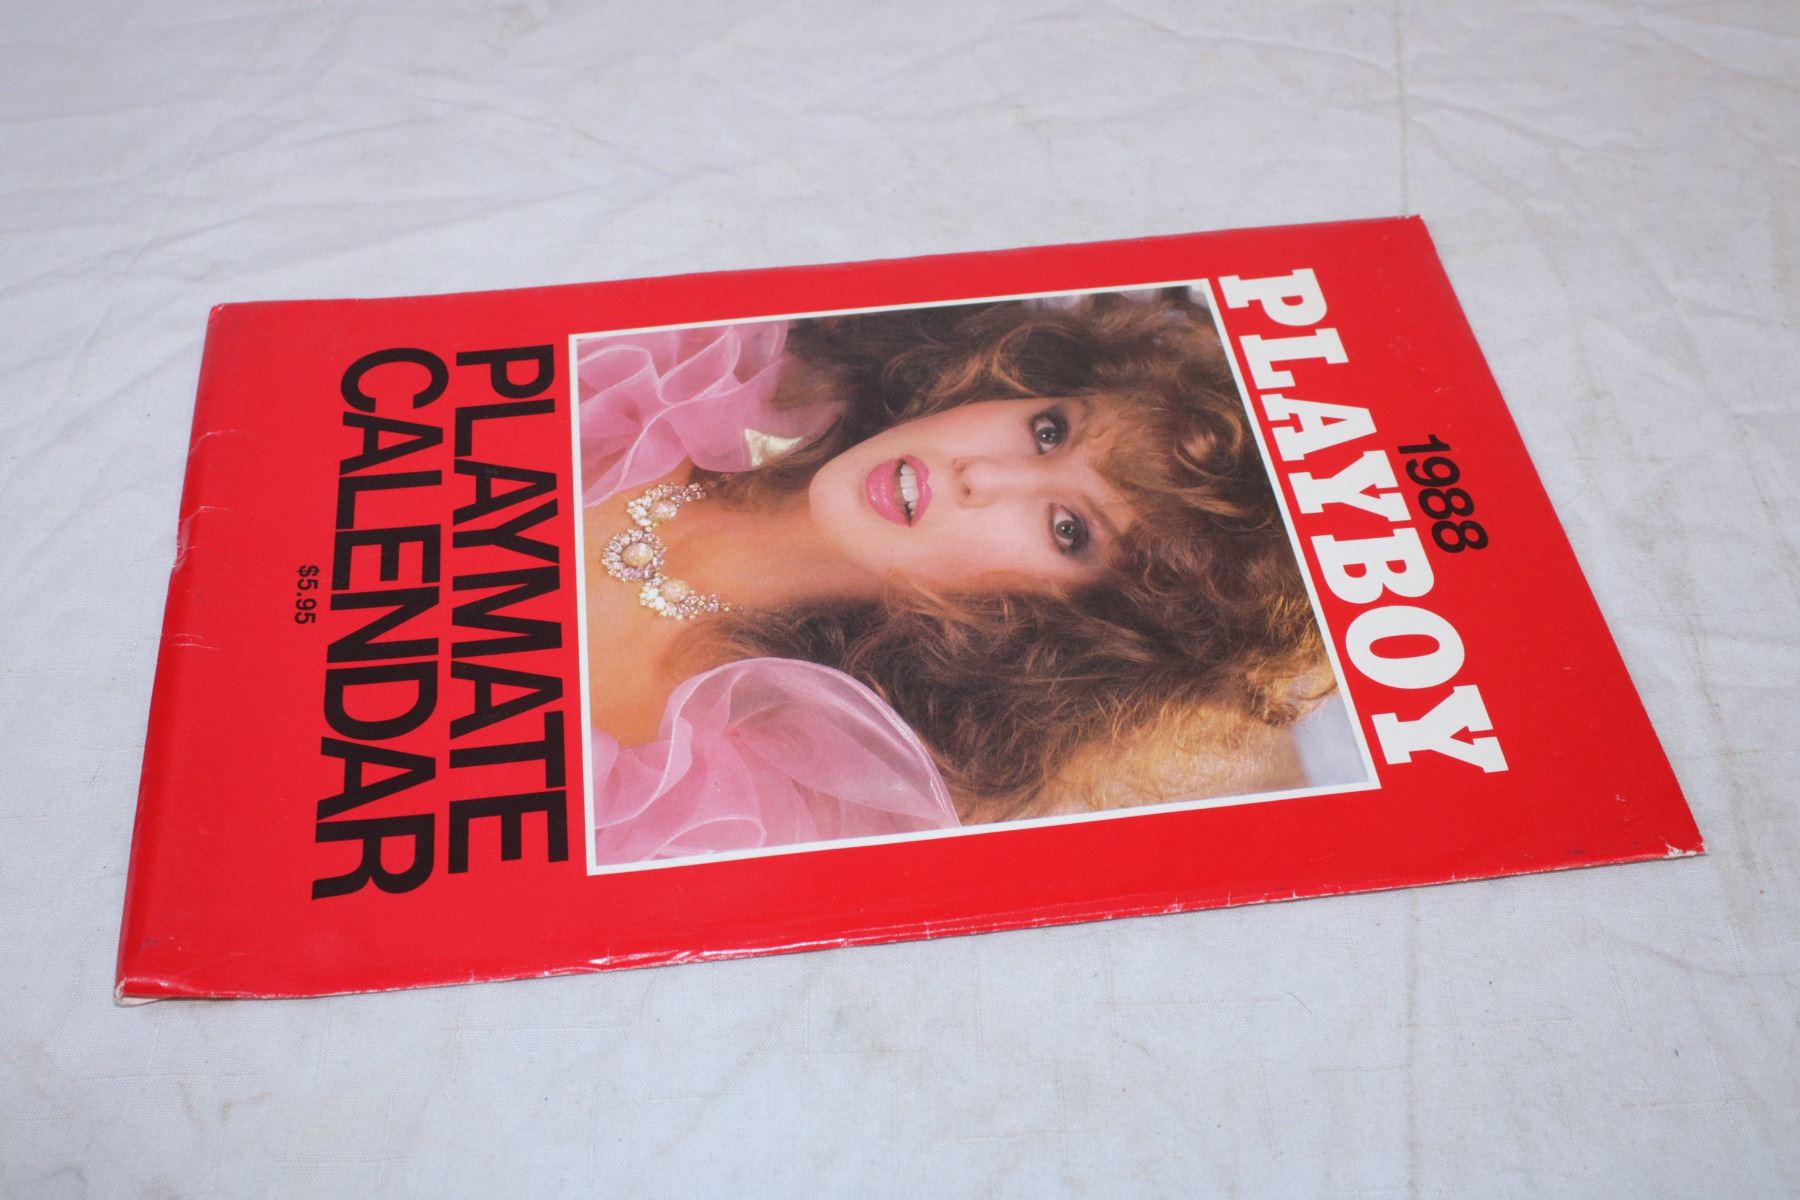 1988
PLAYBOY
PLAYMATE
CALENDAR
$5.95